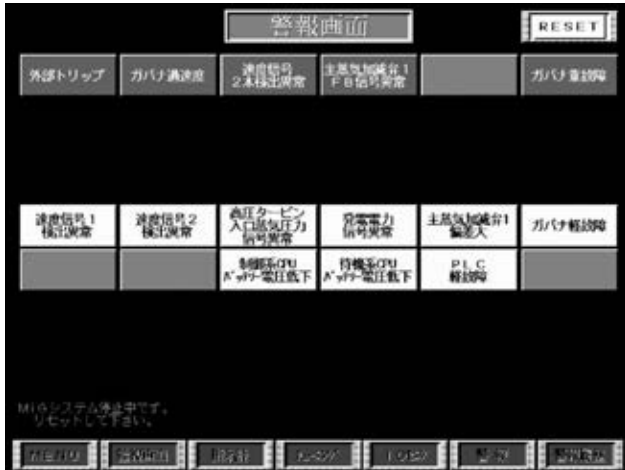 警報画面
RESET
外部トリップ
ガバナ過速度
速度信号
2本検出異常
主蒸気加減弁1
FB信号異常
ガバナ重故障
速度信号1
検出異常
速度信号2
検出異常
高圧タービン
入口蒸気圧力
信号異常
発電電力
信号異常
主蒸気加減弁1
偏差大
ガバナ軽故障
制御系CPU
バッテリー電圧低下
待機系CPU
バッテリー電圧低下
PLC
軽故障
システム停止中です。
リセットして下さい。
MENU